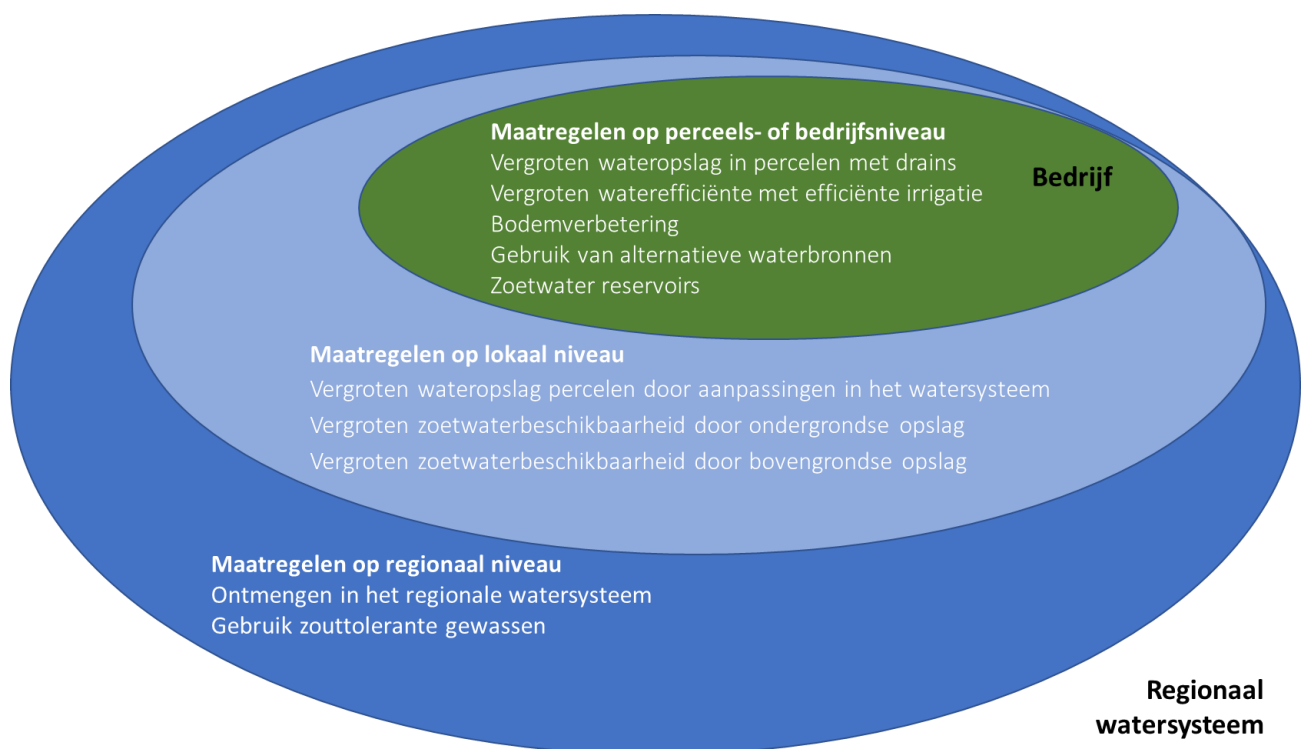 Maatregelen op perceels- of bedrijfsniveau
Vergroten wateropslag in percelen met drains
Bedrijf
Vergroten waterefficiënte met efficiënte irrigatie
Bodemverbetering
Gebruik van alternatieve waterbronnen
Zoetwater reservoirs
Maatregelen op lokaal niveau
Vergroten wateropslag percelen door aanpassingen in het watersysteem
Vergroten zoetwaterbeschikbaarheid door ondergrondse opslag
Vergroten zoetwaterbeschikbaarheid door bovengrondse opslag
Maatregelen op regionaal niveau
Ontmengen in het regionale watersysteem
Gebruik zouttolerante gewassen
Regionaal
watersysteem